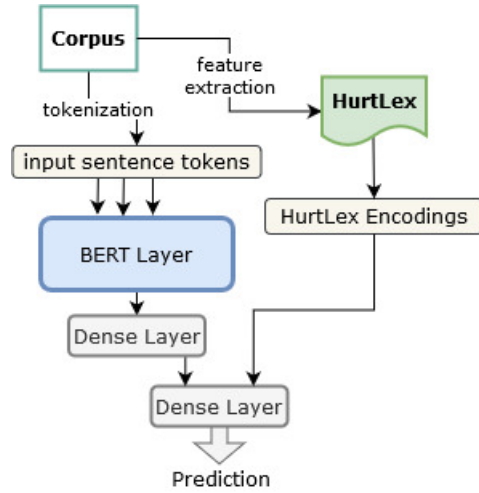 Corpus
feature
extraction
tokenization
HurtLex
input sentence tokens
HurtLex Encodings
BERT Layer
Dense Layer
Dense Layer
Prediction